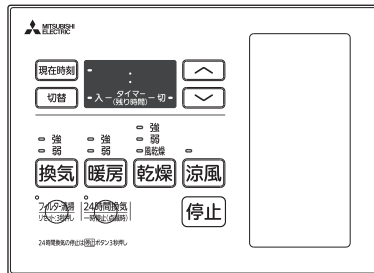 MITSUBISHI
ELECTRIC
現在時刻
切替
入
タイマー
(残り時間)
切
強
弱
強
弱
強
弱
風乾燥
換気
暖房
乾燥
涼風
フィルター清掃
リセット:3秒押し
24時間換気
一時停止(点滅時)
停止
24時間換気の停止は停止ボタン3秒押し